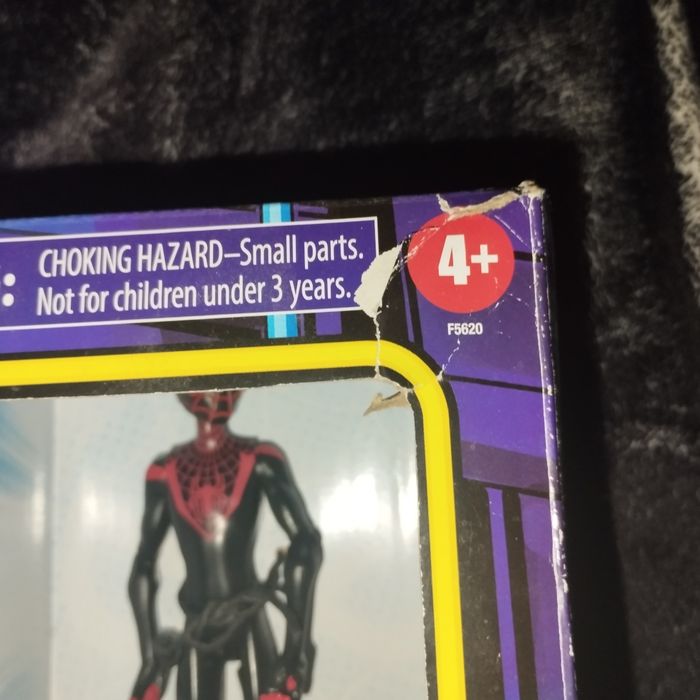 : CHOKING HAZARD–Small parts.
Not for children under 3 years.
4+
F5620